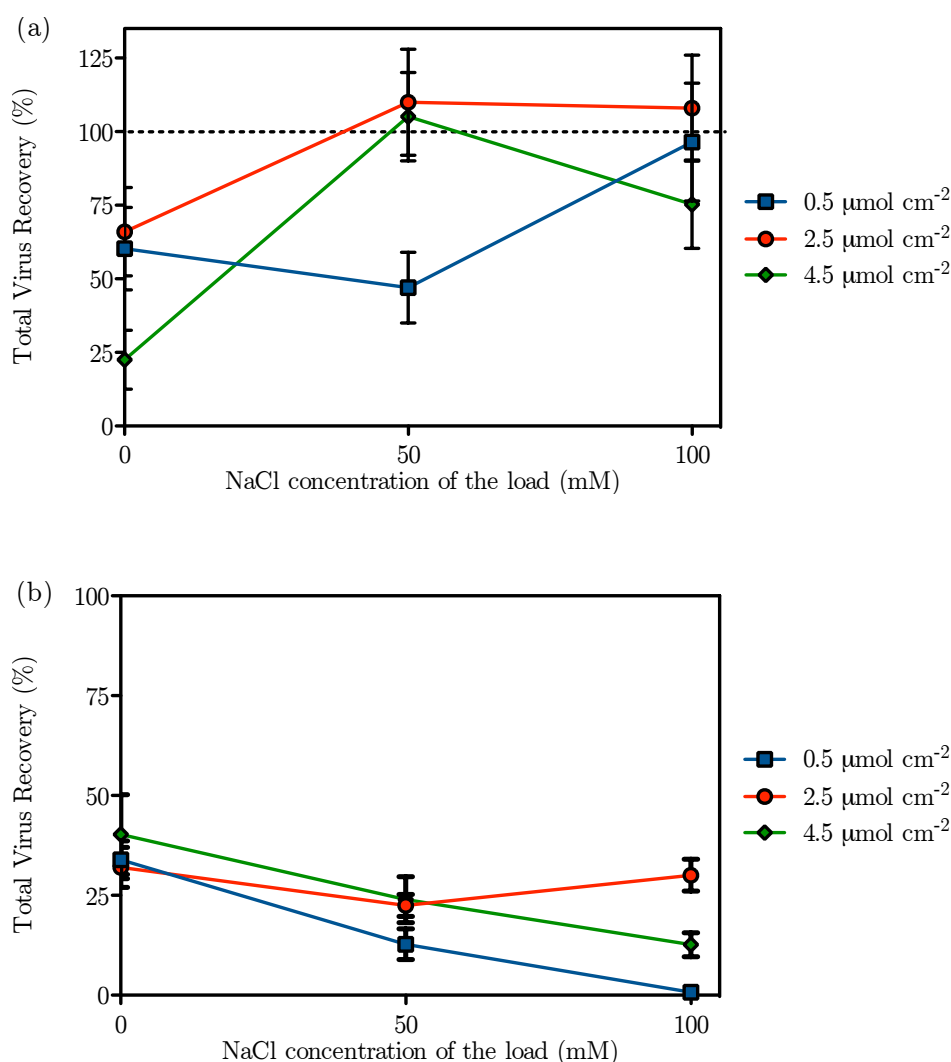 (a)
Total Virus Recovery (%)
125
100
75
50
25
0
0 50 100
NaCl concentration of the load (mM)
0.5 µmol cm-2
2.5 µmol cm-2
4.5 µmol cm-2
(b)
Total Virus Recovery (%)
100
75
50
25
0
0 50 100
NaCl concentration of the load (mM)
0.5 µmol cm-2
2.5 µmol cm-2
4.5 µmol cm-2